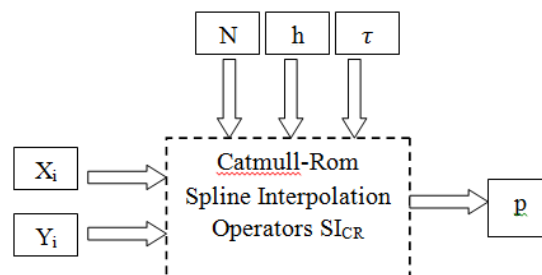 N h τ
Catmull-Rom
Spline Interpolation
Operators SICR
Xi
Yi
p